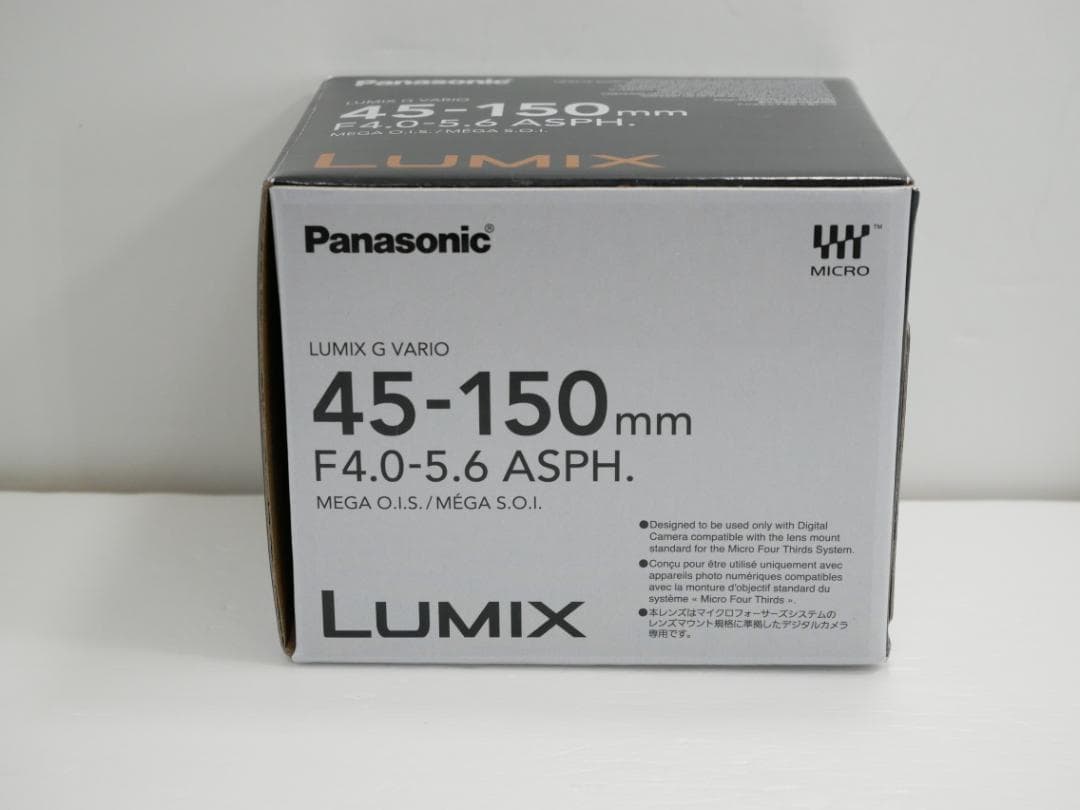 Panasonic
LUMIX G VARIO
45-150mm
F4.0-5.6 ASPH.
MEGA O.I.S./MÉGA S.O.I.
LUMIX
Panasonic®
MICRO
™
LUMIX G VARIO
45-150mm
F4.0-5.6 ASPH.
MEGA O.I.S./MÉGA S.O.I.
●Designed to be used only with Digital
Camera compatible with the lens mount
standard for the Micro Four Thirds System.
●Conçu pour être utilisé uniquement avec
appareils photo numériques compatibles
avec la monture d'objectif standard du
système « Micro Four Thirds ».
●本レンズはマイクロフォーサーズシステムの
レンズマウント規格に準拠したデジタルカメラ
専用です。
LUMIX